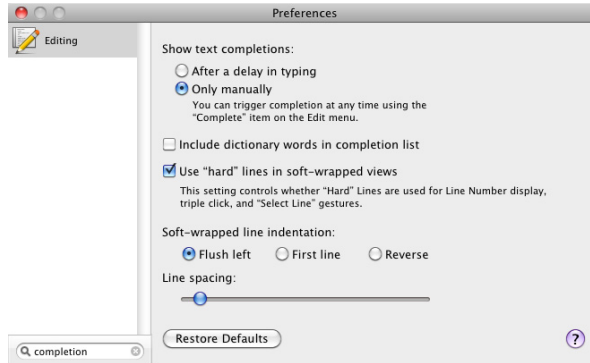 Preferences
Editing
Show text completions:
After a delay in typing
Only manually
You can trigger completion at any time using the
“Complete” item on the Edit menu.
Include dictionary words in completion list
Use “hard” lines in soft-wrapped views
This setting controls whether “Hard” Lines are used for Line Number display,
triple click, and “Select Line” gestures.
Soft-wrapped line indentation:
Flush left First line Reverse
Line spacing:
Restore Defaults ?
completion